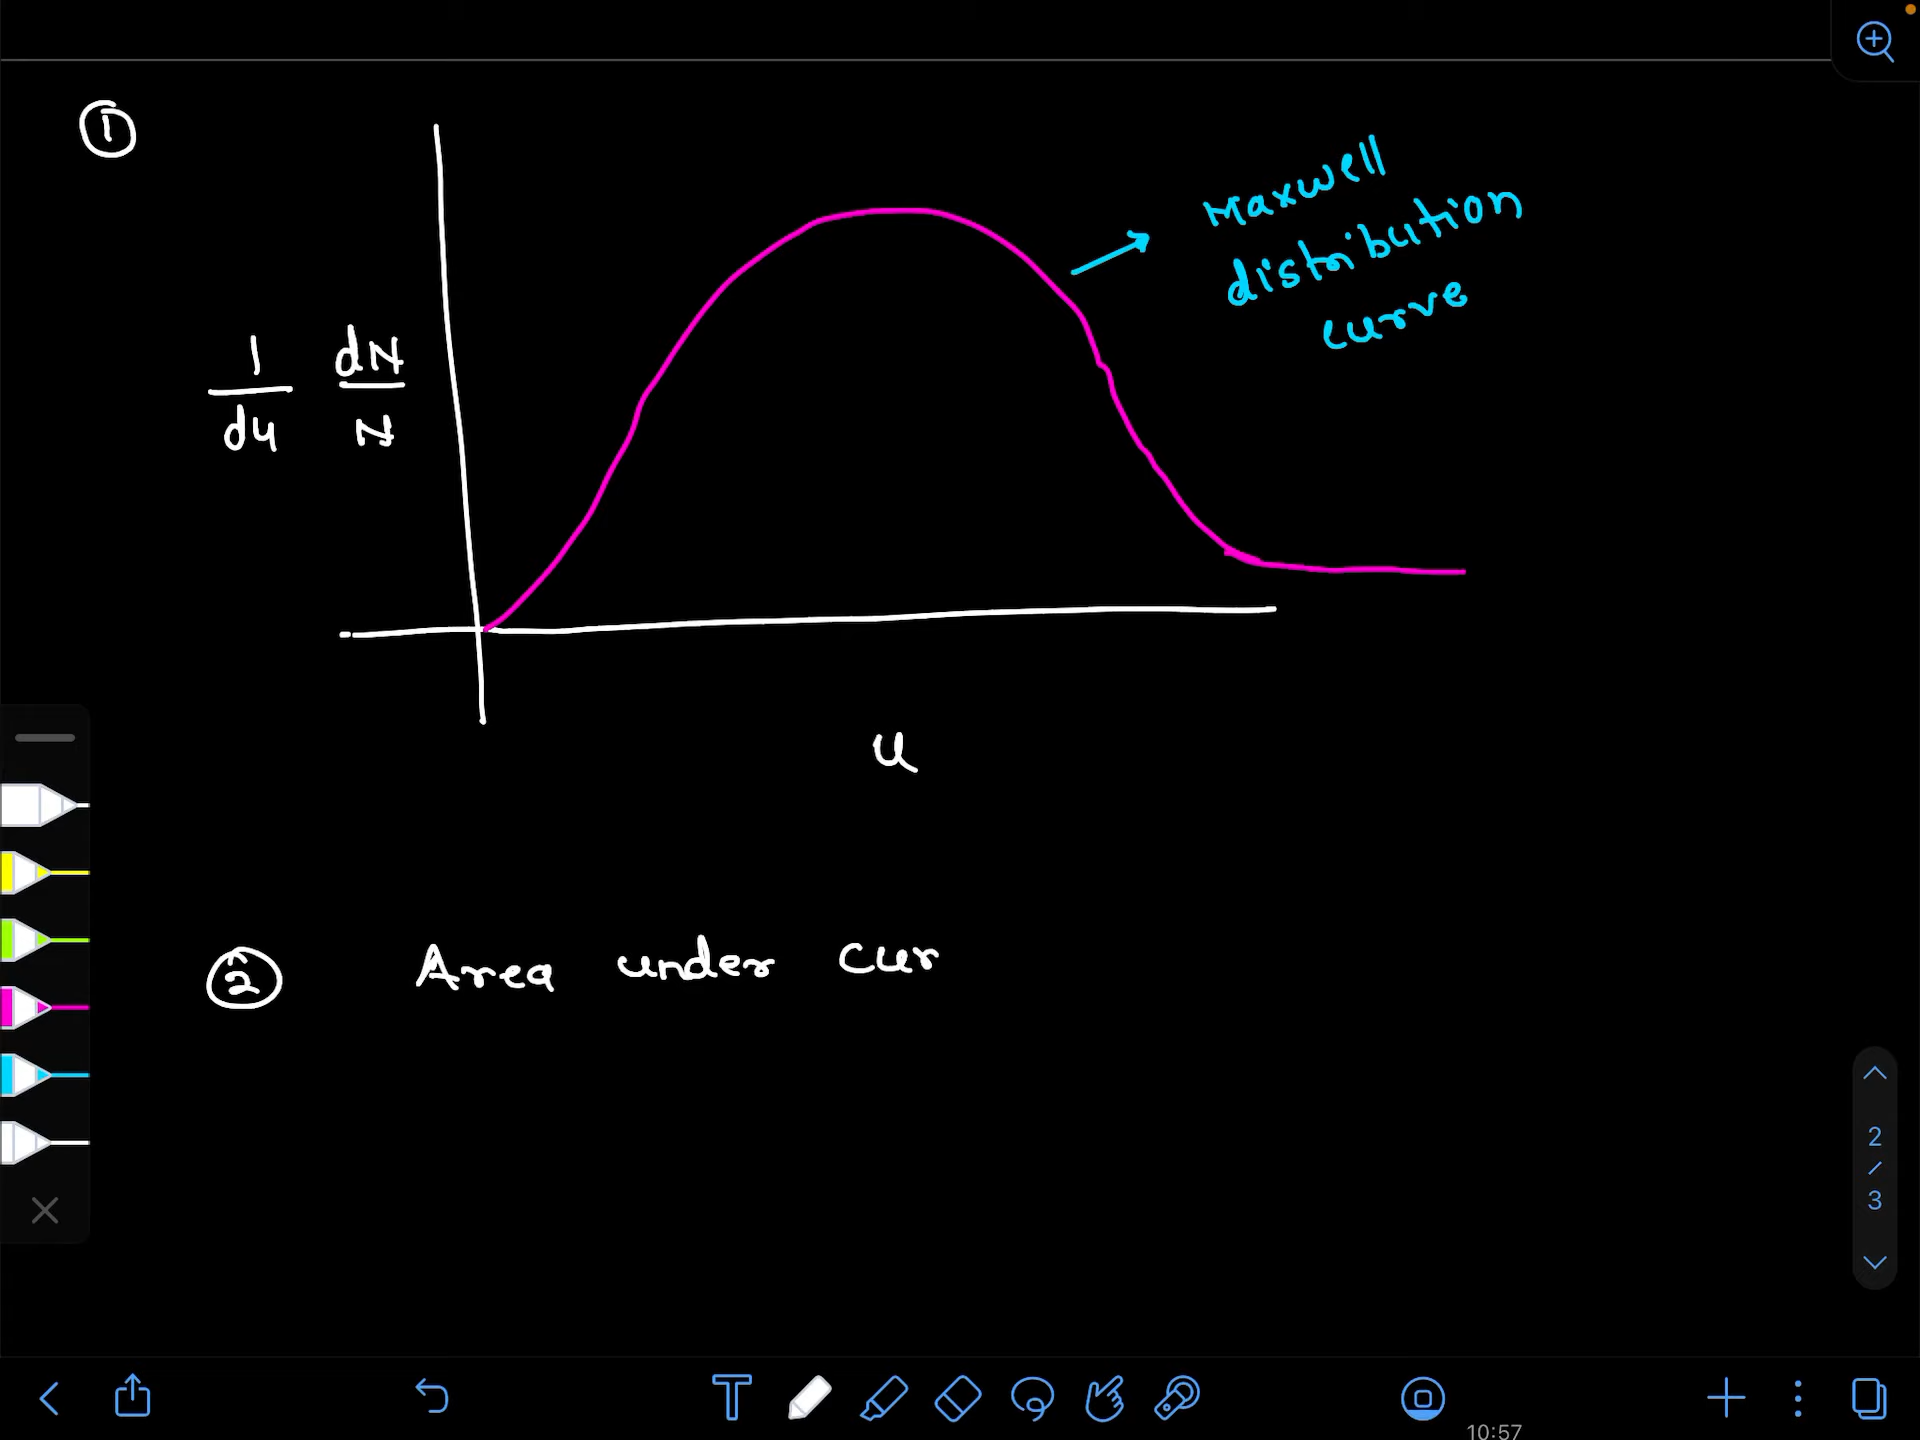 ①
Maxwell
distribution
curve
1 dN
du N
u
② Area under cur
2
/
3
T
10:57